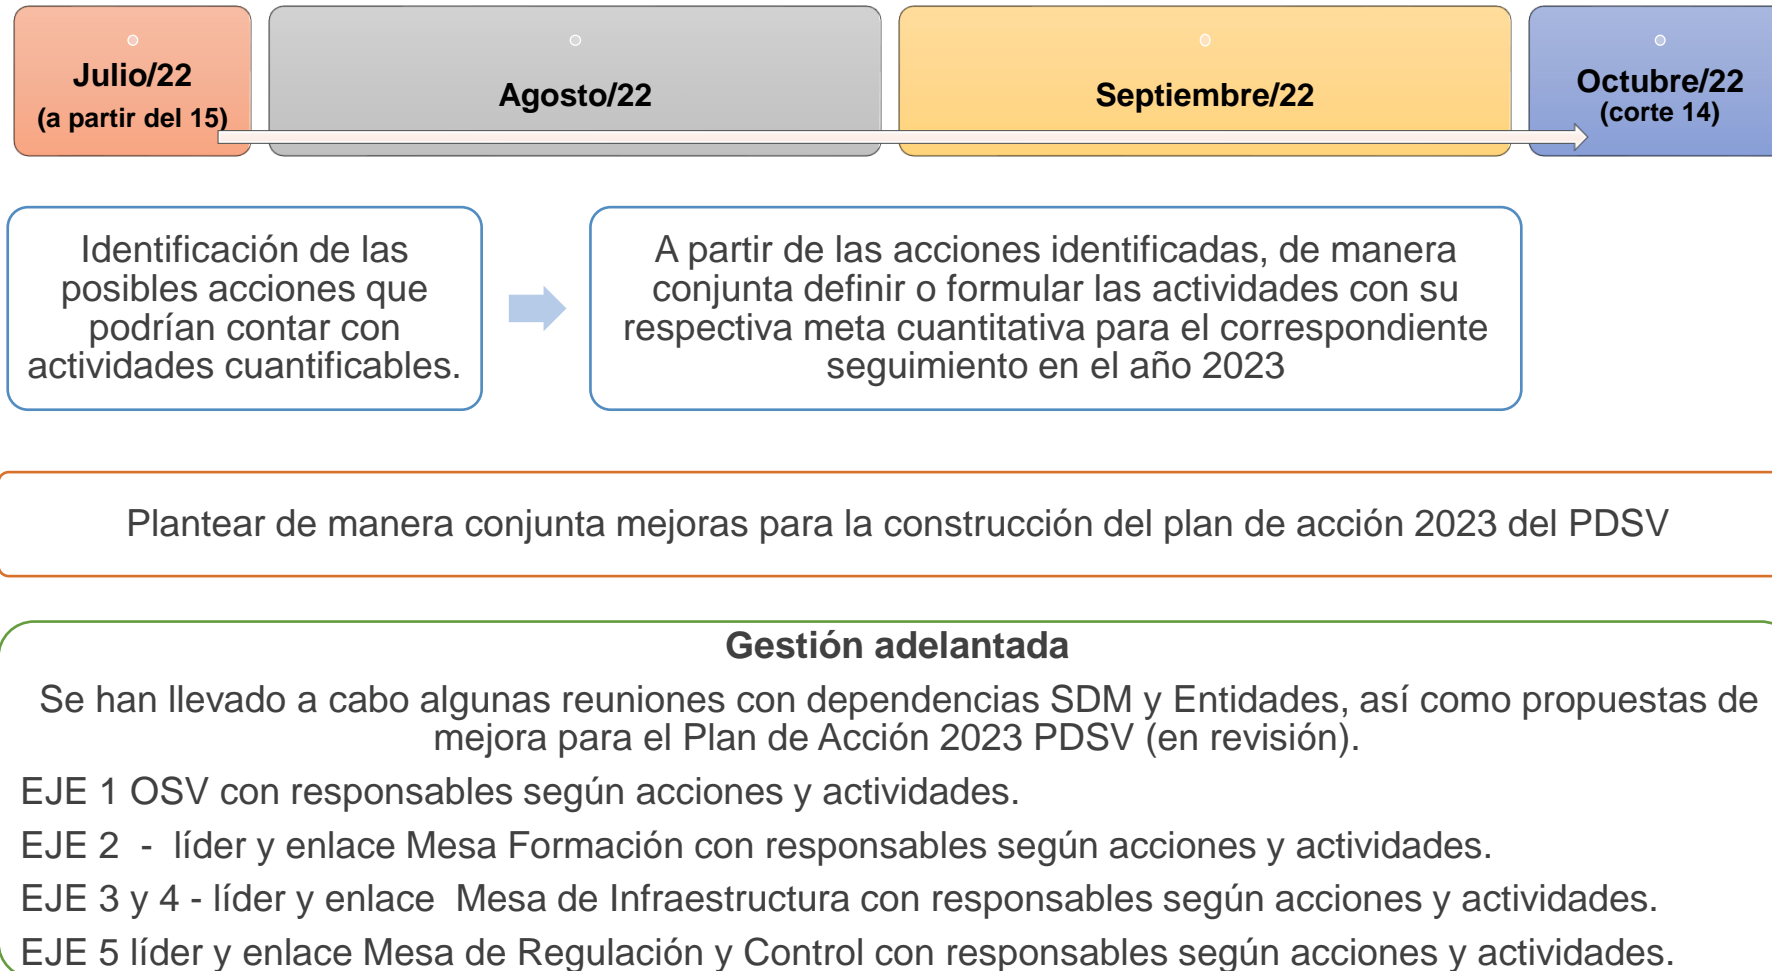 Julio/22
(a partir del 15)
Agosto/22
Septiembre/22
Octubre/22
(corte 14)
Identificación de las
posibles acciones que
podrían contar con
actividades cuantificables.
A partir de las acciones identificadas, de manera
conjunta definir o formular las actividades con su
respectiva meta cuantitativa para el correspondiente
seguimiento en el año 2023
Plantear de manera conjunta mejoras para la construcción del plan de acción 2023 del PDSV
Gestión adelantada
Se han llevado a cabo algunas reuniones con dependencias SDM y Entidades, así como propuestas de
mejora para el Plan de Acción 2023 PDSV (en revisión).
EJE 1 OSV con responsables según acciones y actividades.
EJE 2 - líder y enlace Mesa Formación con responsables según acciones y actividades.
EJE 3 y 4 - líder y enlace Mesa de Infraestructura con responsables según acciones y actividades.
EJE 5 líder y enlace Mesa de Regulación y Control con responsables según acciones y actividades.